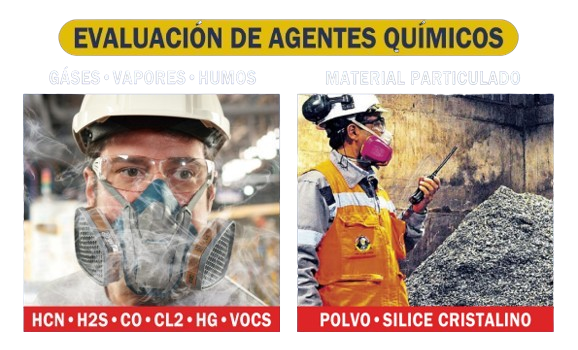 EVALUACIÓN DE AGENTES QUÍMICOS
GÁSES • VAPORES • HUMOS
MATERIAL PARTICULADO
HCN • H2S • CO • CL2 • HG • VOCS
POLVO • SILICE CRISTALINO